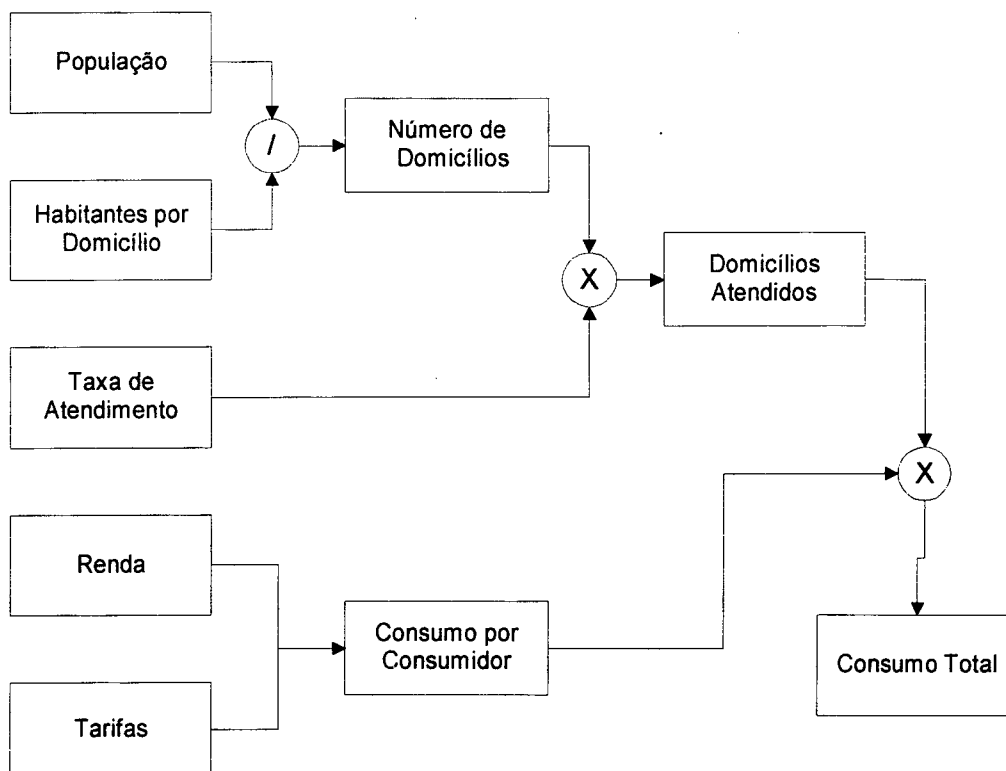 População
/
Número de
Domicílios
Habitantes por
Domicílio
X
Domicílios
Atendidos
Taxa de
Atendimento
X
Renda
Consumo por
Consumidor
Consumo Total
Tarifas